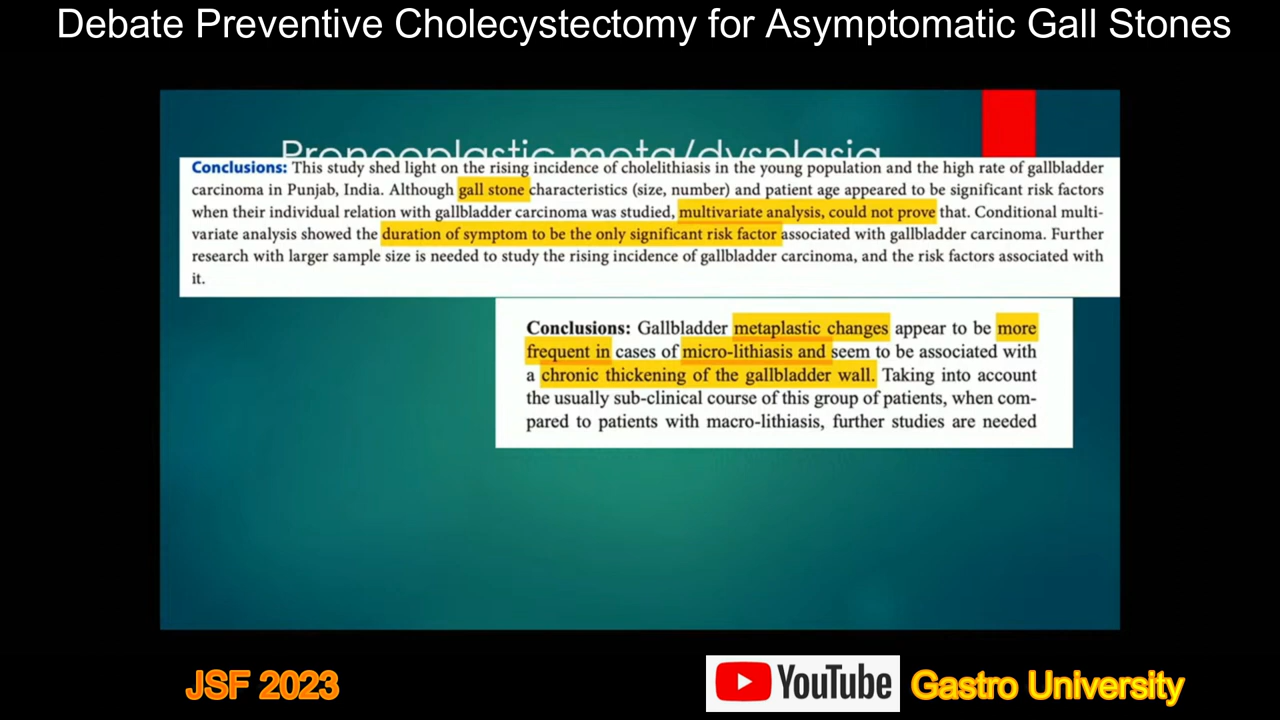 Debate Preventive Cholecystectomy for Asymptomatic Gall Stones
Preneoplastic meta/dysplasia
Conclusions: This study shed light on the rising incidence of cholelithiasis in the young population and the high rate of gallbladder
carcinoma in Punjab, India. Although gall stone characteristics (size, number) and patient age appeared to be significant risk factors
when their individual relation with gallbladder carcinoma was studied, multivariate analysis, could not prove that. Conditional multi-
variate analysis showed the duration of symptom to be the only significant risk factor associated with gallbladder carcinoma. Further
research with larger sample size is needed to study the rising incidence of gallbladder carcinoma, and the risk factors associated with
it.
Conclusions: Gallbladder metaplastic changes appear to be more
frequent in cases of micro-lithiasis and seem to be associated with
a chronic thickening of the gallbladder wall. Taking into account
the usually sub-clinical course of this group of patients, when com-
pared to patients with macro-lithiasis, further studies are needed
JSF 2023
YouTube
Gastro University